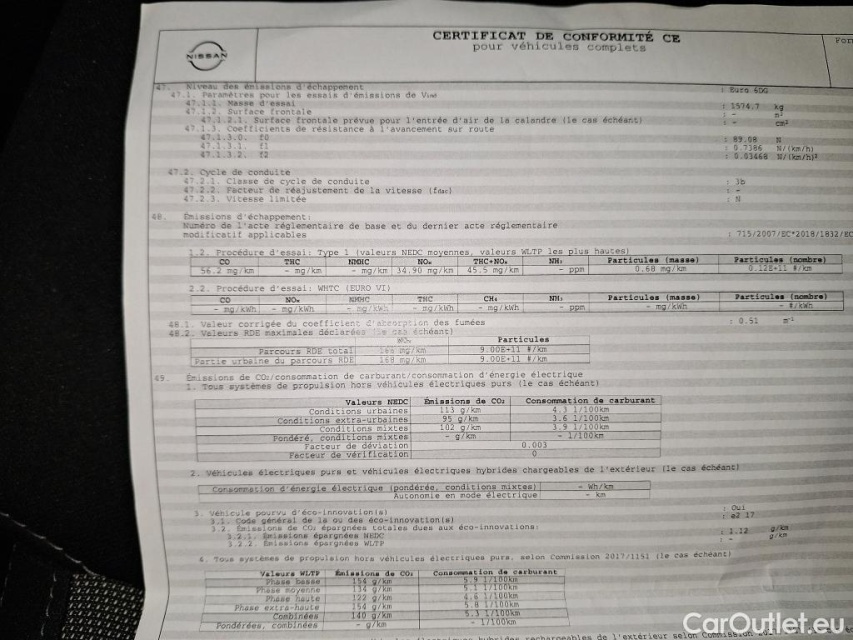 NISSAN
CERTIFICAT DE CONFORMITÉ CE
pour véhicules complets
47. Niveau des émissions d'échappement : Euro 6DG
47.1. Paramètres pour les essais d'émissions de
47.1.1. Masse d'essai : 1574.7 kg
47.1.2. Surface frontale : - m²
47.1.2.1. Surface frontale prévue pour l'entrée d'air de la calandre (le cas échéant) : - cm²
47.1.3. Coefficients de résistance à l'avancement sur route
47.1.3.0. f0 : 89.08 N
47.1.3.1. f1 : 0.7386 N/(km/h)
47.1.3.2. f2 : 0.03468 N/(km/h)²
47.2. Cycle de conduite
47.2.1. Classe de cycle de conduite : 3b
47.2.2. Facteur de réajustement de la vitesse (fdsc) : -
47.2.3. Vitesse limitée : N
48. Émissions d'échappement:
Numéro de l'acte réglementaire de base et du dernier acte réglementaire
modificatif applicables : 715/2007/EC*2018/1832/EC
1.2. Procédure d'essai: Type 1 (valeurs NEDC moyennes, valeurs WLTP les plus hautes)
CO THC NMHC NOₓ THC+NOₓ NH₃ Particules (masse) Particules (nombre)
56.2 mg/km - mg/km - mg/km 34.90 mg/km 45.5 mg/km - ppm 0.68 mg/km 0.12E+11 #/km
2.2. Procédure d'essai: WHTC (EURO VI)
CO NOₓ NMHC THC CH₄ NH₃ Particules (masse) Particules (nombre)
- mg/kWh - mg/kWh - mg/kWh - mg/kWh - mg/kWh - ppm - mg/kWh - #/kWh
48.1. Valeur corrigée du coefficient d'absorption des fumées : 0.51 m⁻¹
48.2. Valeurs RDE maximales déclarées (le cas échéant)
NOₓ Particules
Parcours RDE total 168 mg/km 9.00E+11 #/km
Partie urbaine du parcours RDE 168 mg/km 9.00E+11 #/km
49. Émissions de CO₂/consommation de carburant/consommation d'énergie électrique
1. Tous systèmes de propulsion hors véhicules électriques purs (le cas échéant)
Valeurs NEDC Émissions de CO₂ Consommation de carburant
Conditions urbaines 113 g/km 4.3 l/100km
Conditions extra-urbaines 95 g/km 3.6 l/100km
Conditions mixtes 102 g/km 3.9 l/100km
Pondéré, conditions mixtes - g/km - l/100km
Facteur de déviation 0.003
Facteur de vérification 0
2. Véhicules électriques purs et véhicules électriques hybrides chargeables de l'extérieur (le cas échéant)
Consommation d'énergie électrique (pondérée, conditions mixtes) - Wh/km
Autonomie en mode électrique - km
3. Véhicule pourvu d'éco-innovation(s) : Oui
3.1. Code général de la ou des éco-innovation(s) : e2 17
3.2. Émissions de CO₂ épargnées totales dues aux éco-innovations:
3.2.1. Émissions épargnées NEDC : 1.12 g/km
3.2.2. Émissions épargnées WLTP : - g/km
4. Tous systèmes de propulsion hors véhicules électriques purs, selon Commission 2017/1151 (le cas échéant)
Valeurs WLTP Émissions de CO₂ Consommation de carburant
Phase basse 154 g/km 5.9 l/100km
Phase moyenne 134 g/km 5.1 l/100km
Phase haute 122 g/km 4.6 l/100km
Phase extra-haute 154 g/km 5.8 l/100km
Combinées 140 g/km 5.3 l/100km
Pondérées, combinées - g/km - l/100km
CarOutlet.eu